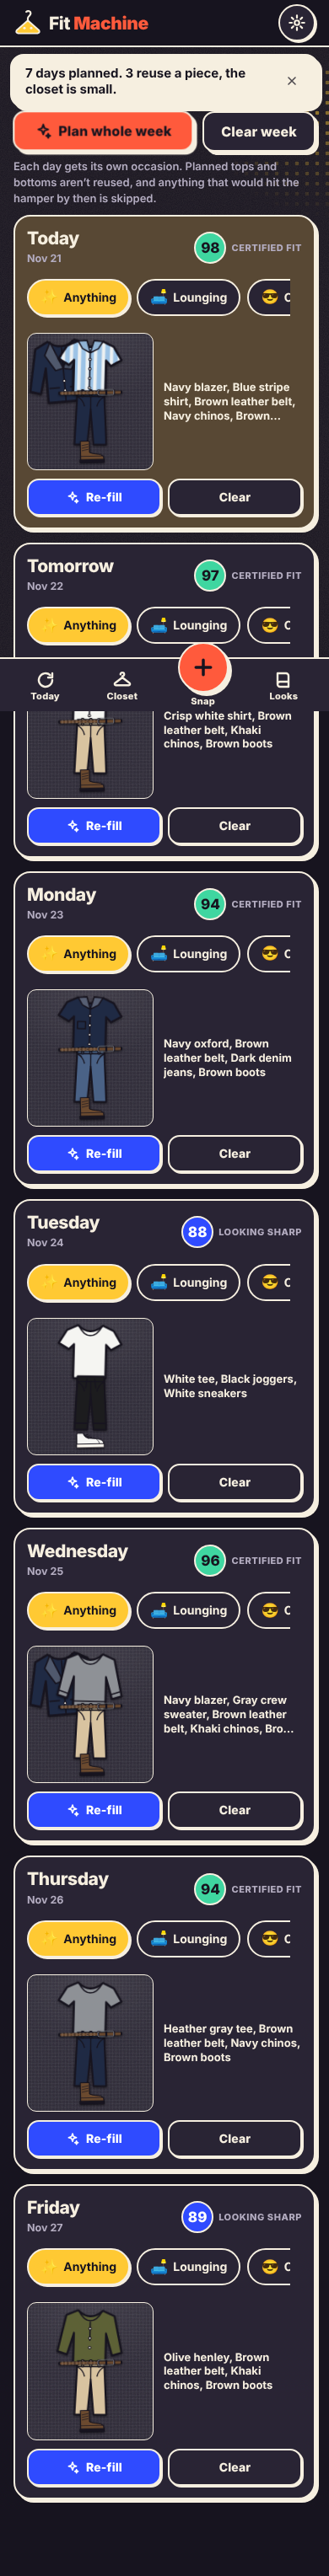 Fit Machine
7 days planned. 3 reuse a piece, the
closet is small.
Plan whole week
Clear week
Each day gets its own occasion. Planned tops and
bottoms aren't reused, and anything that would hit the
hamper by then is skipped.
Today
Nov 21
98 CERTIFIED FIT
Anything
Lounging
Navy blazer, Blue stripe
shirt, Brown leather belt,
Navy chinos, Brown...
Re-fill
Clear
Tomorrow
Nov 22
97 CERTIFIED FIT
Anything
Lounging
Today
Closet
Snap
Looks
Crisp white shirt, Brown
leather belt, Khaki
chinos, Brown boots
Re-fill
Clear
Monday
Nov 23
94 CERTIFIED FIT
Anything
Lounging
Navy oxford, Brown
leather belt, Dark denim
jeans, Brown boots
Re-fill
Clear
Tuesday
Nov 24
88 LOOKING SHARP
Anything
Lounging
White tee, Black joggers,
White sneakers
Re-fill
Clear
Wednesday
Nov 25
96 CERTIFIED FIT
Anything
Lounging
Navy blazer, Gray crew
sweater, Brown leather
belt, Khaki chinos, Bro...
Re-fill
Clear
Thursday
Nov 26
94 CERTIFIED FIT
Anything
Lounging
Heather gray tee, Brown
leather belt, Navy chinos,
Brown boots
Re-fill
Clear
Friday
Nov 27
89 LOOKING SHARP
Anything
Lounging
Olive henley, Brown
leather belt, Khaki
chinos, Brown boots
Re-fill
Clear